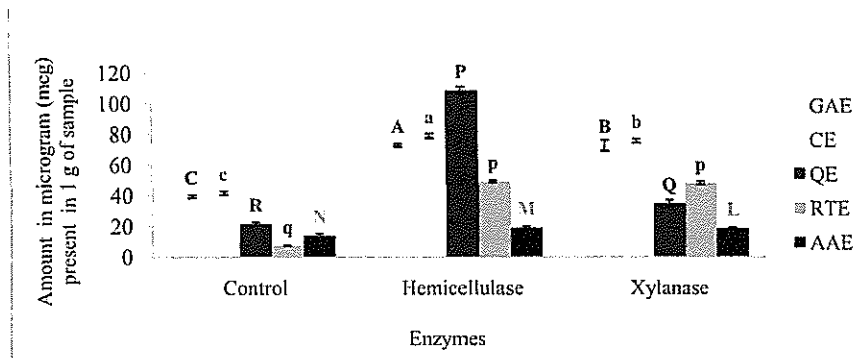 Amount in microgram (mcg)
present in 1 g of sample
120
100
80
60
40
20
0
C
c
R
q
N
A
a
P
p
M
B
b
Q
p
L
Control
Hemicellulase
Xylanase
Enzymes
GAE
CE
QE
RTE
AAE